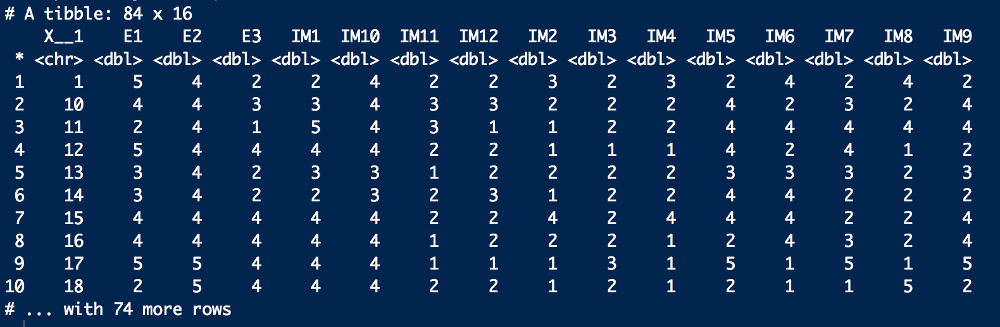 # A tibble: 84 x 16
X__1 E1 E2 E3 IM1 IM10 IM11 IM12 IM2 IM3 IM4 IM5 IM6 IM7 IM8 IM9
* <chr> <dbl> <dbl> <dbl> <dbl> <dbl> <dbl> <dbl> <dbl> <dbl> <dbl> <dbl> <dbl> <dbl> <dbl> <dbl>
1 1 5 4 2 2 4 2 2 3 2 3 2 4 2 4 2
2 10 4 4 3 3 4 3 3 2 2 2 4 2 3 2 4
3 11 2 4 1 5 4 3 1 1 2 2 4 4 4 4 4
4 12 5 4 4 4 4 2 2 1 1 1 4 2 4 1 2
5 13 3 4 2 3 3 1 2 2 2 2 3 3 3 2 3
6 14 3 4 2 2 3 2 3 1 2 2 4 4 2 2 2
7 15 4 4 4 4 4 2 2 4 2 4 4 4 2 2 4
8 16 4 4 4 4 4 1 2 2 2 1 2 4 3 2 4
9 17 5 5 4 4 4 1 1 1 3 1 5 1 5 1 5
10 18 2 5 4 4 4 2 2 1 2 1 2 1 1 5 2
# ... with 74 more rows